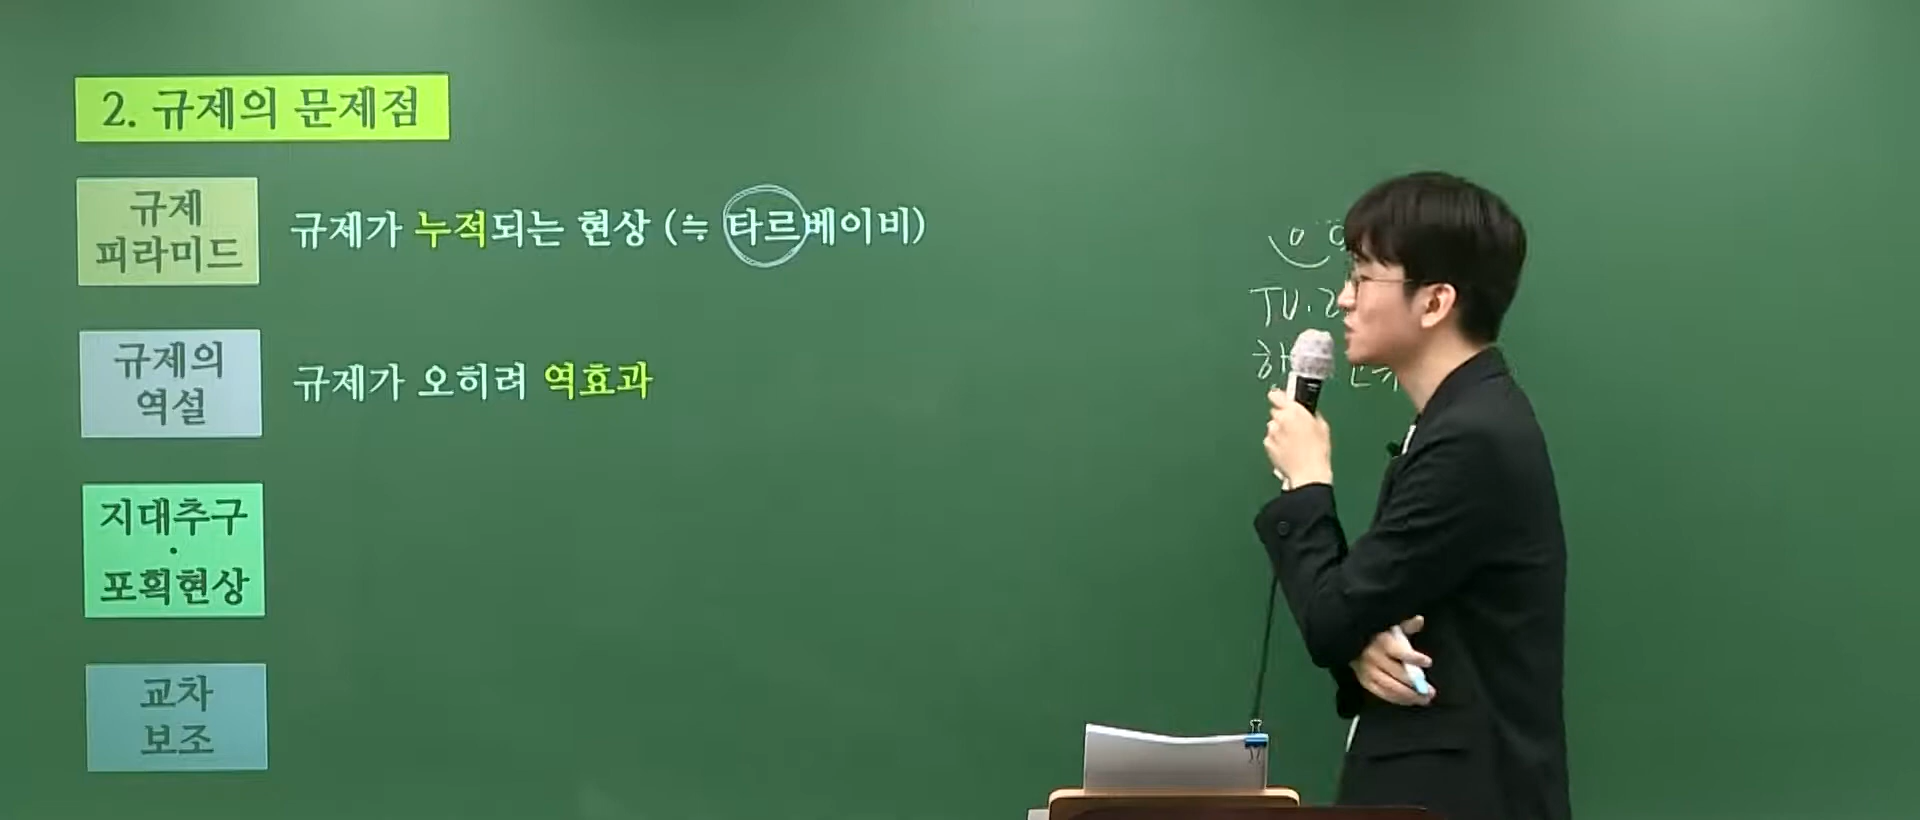 2. 규제의 문제점
규제
피라미드
규제가 누적되는 현상 (≒ 타르베이비)
규제의
역설
규제가 오히려 역효과
지대추구
·
포획현상
교차
보조
TV.